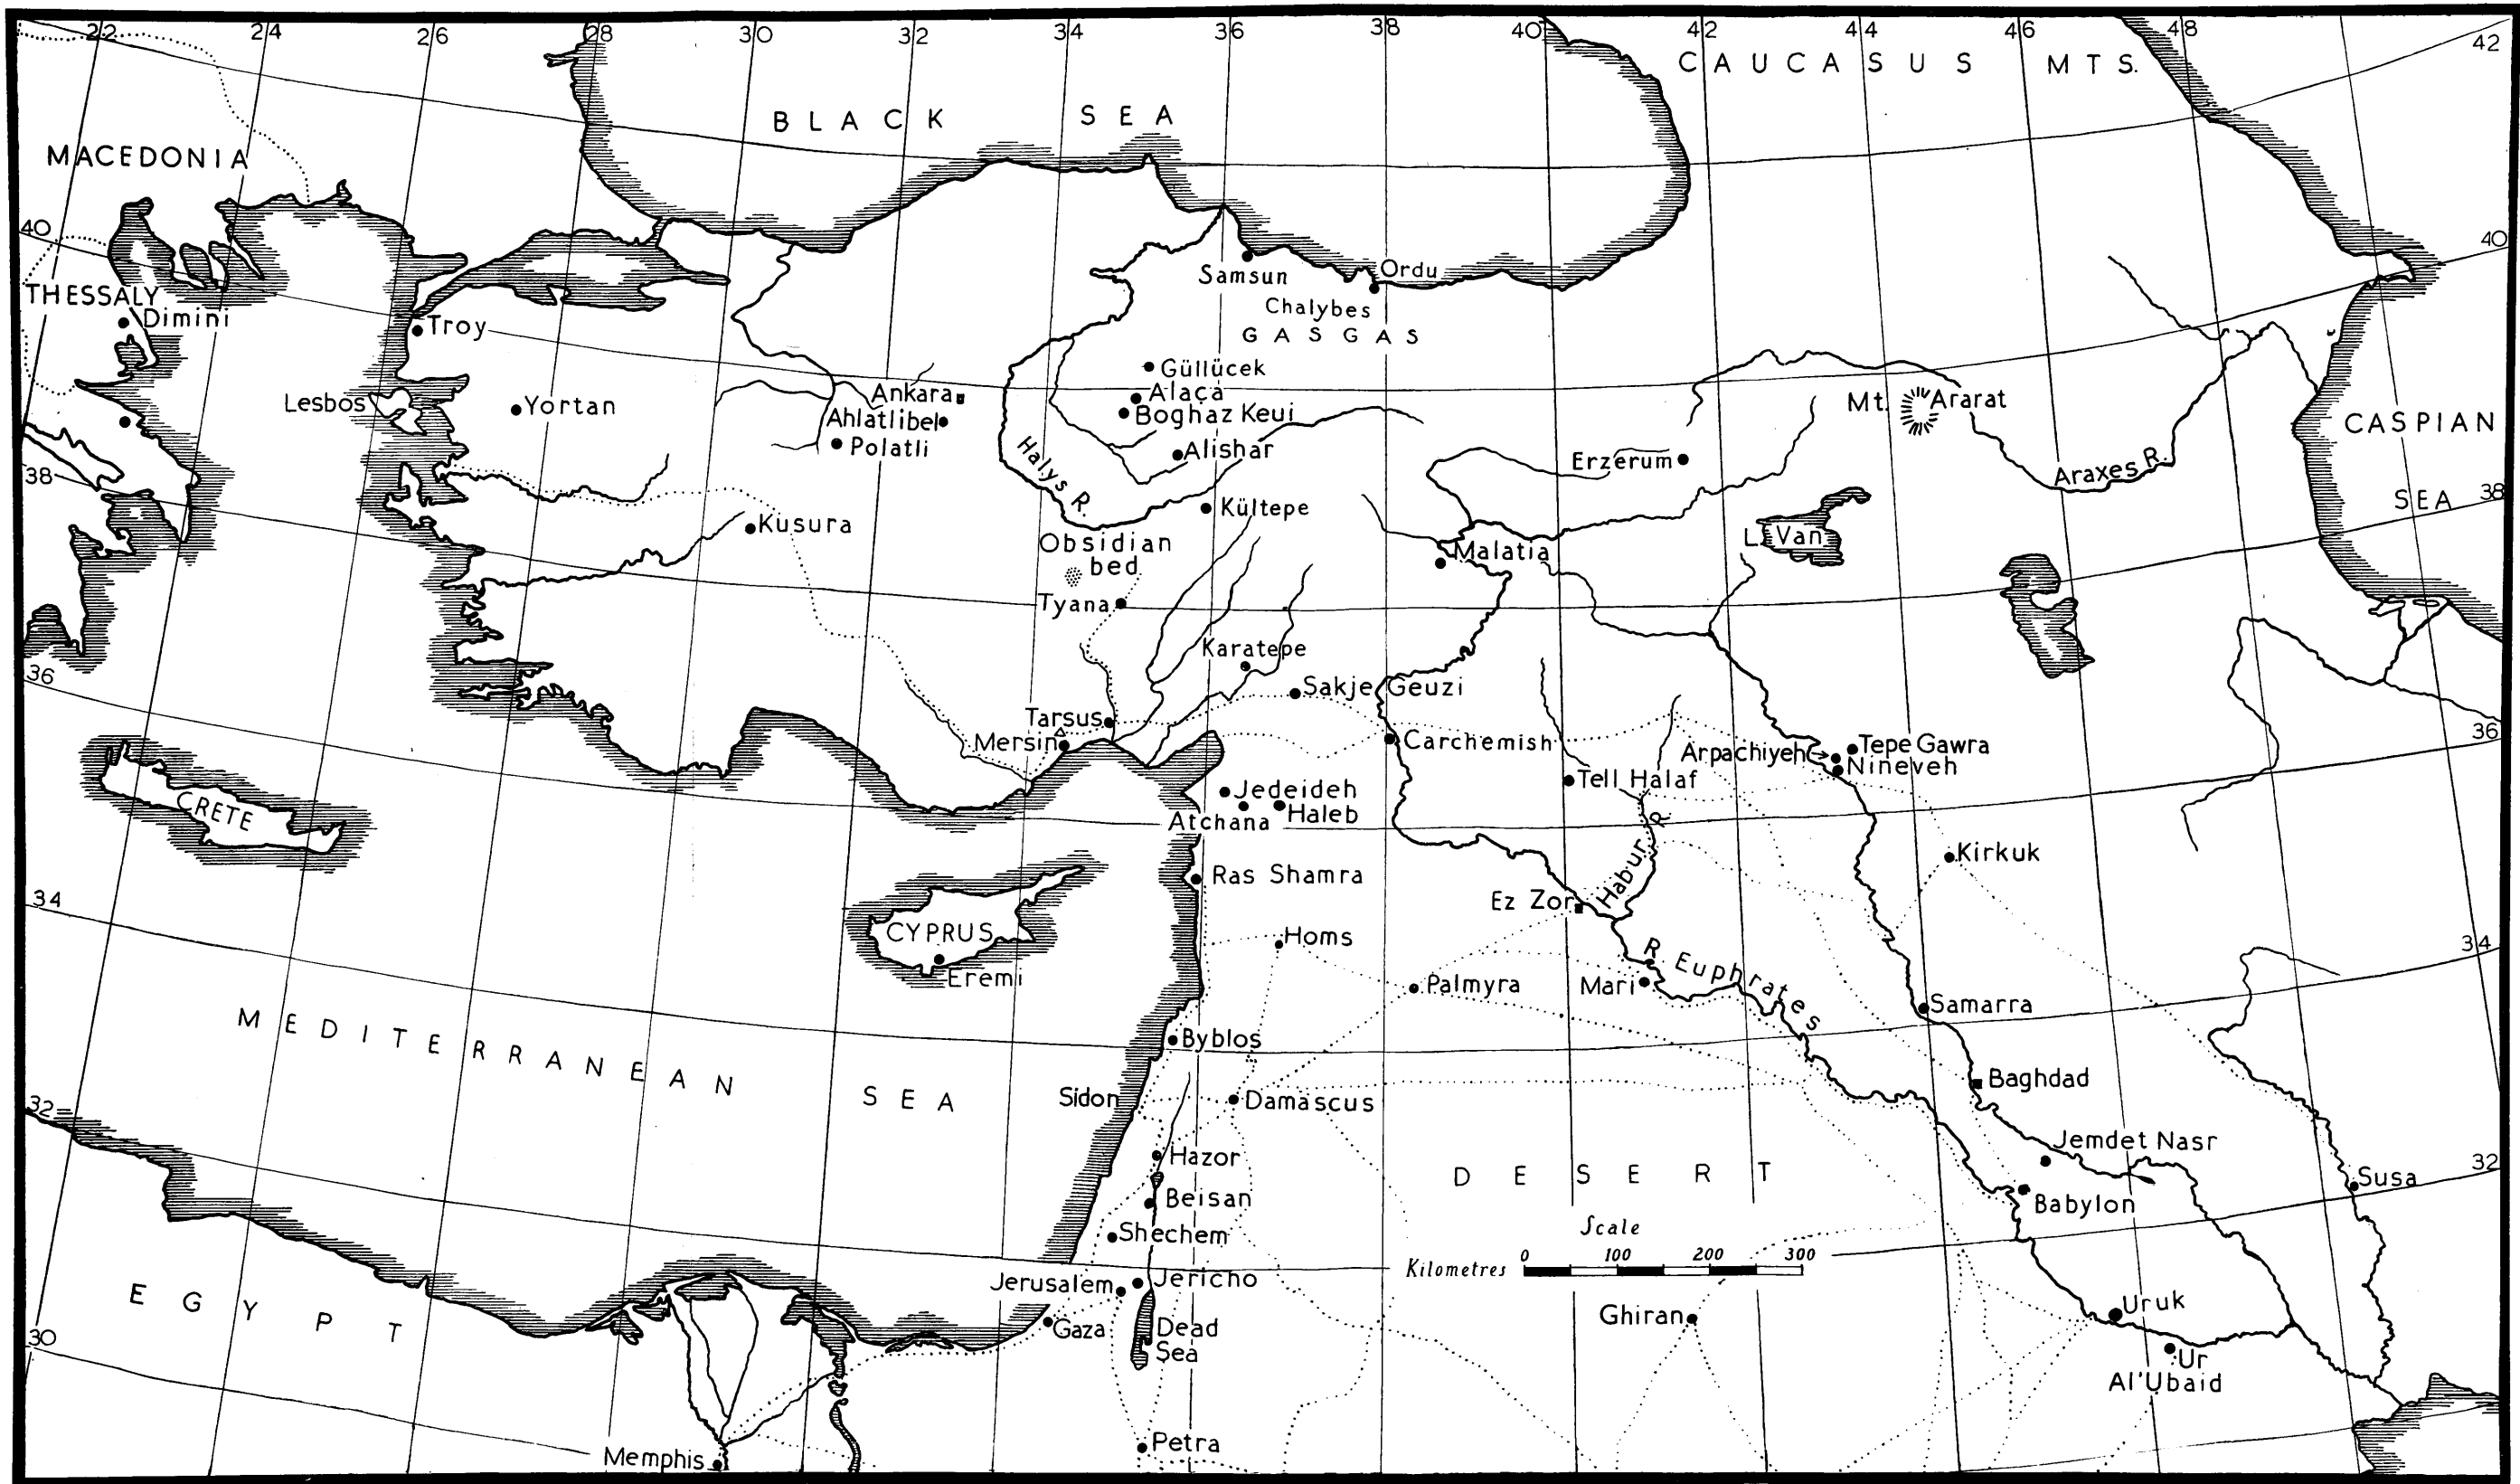 22 24 26 28 30 32 34 36 38 40 42 44 46 48 42
CAUCASUS MTS.
BLACK SEA
MACEDONIA
40
40
Samsun
Ordu
Chalybes
GASGAS
THESSALY
Dimini
Troy
Güllücek
Alaça
Boghaz Keui
Alishar
Ankara
Ahlatlibel
Polatli
Lesbos
Yortan
Mt. Ararat
CASPIAN
SEA
Halys R.
Erzerum
Araxes R.
38
38
Kültepe
Kusura
L. Van
Obsidian
bed
Malatia
Tyana
Karatepe
36
Sakje Geuzi
Tarsus
Mersin
Carchemish
Arpachiyeh
Tepe Gawra
Nineveh
36
Tell Halaf
Jedeideh
Haleb
Atchana
CRETE
Habur R.
Kirkuk
Ras Shamra
34
Ez Zor
CYPRUS
Eremi
Homs
34
R. Euphrates
Palmyra
Mari
Samarra
MEDITERRANEAN SEA
Byblos
Baghdad
Sidon
Damascus
32
Hazor
Jemdet Nasr
DESERT
32
Susa
Beisan
Babylon
Shechem
Scale
0 100 200 300
Kilometres
Jerusalem
Jericho
EGYPT
Ghiran
Uruk
Gaza
Dead
Sea
30
Ur
Al'Ubaid
Petra
Memphis